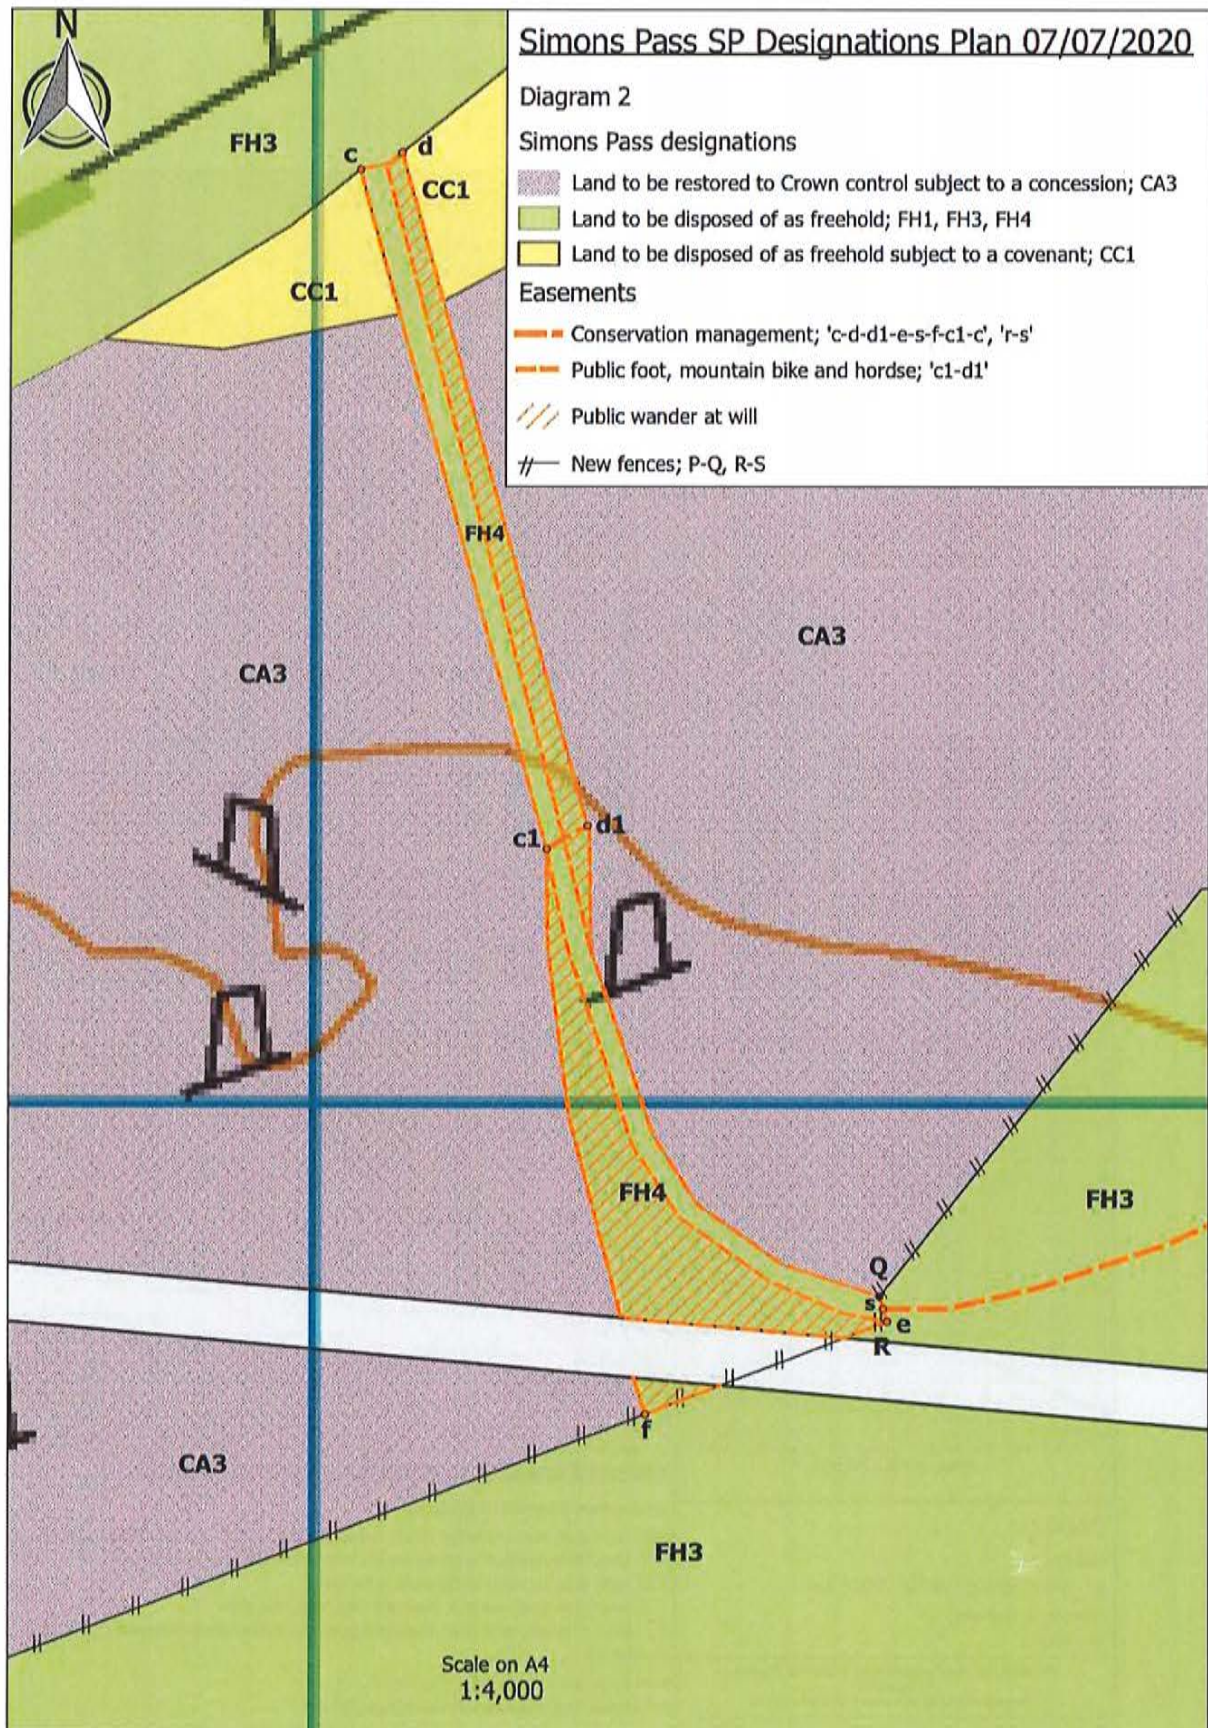 N
Simons Pass SP Designations Plan 07/07/2020
Diagram 2
Simons Pass designations
Land to be restored to Crown control subject to a concession; CA3
Land to be disposed of as freehold; FH1, FH3, FH4
Land to be disposed of as freehold subject to a covenant; CC1
Easements
Conservation management; 'c-d-d1-e-s-f-c1-c', 'r-s'
Public foot, mountain bike and hordse; 'c1-d1'
Public wander at will
New fences; P-Q, R-S
FH3
c
d
CC1
CC1
FH4
CA3
CA3
c1
d1
FH4
FH3
Q
s
e
R
f
CA3
FH3
Scale on A4
1:4,000